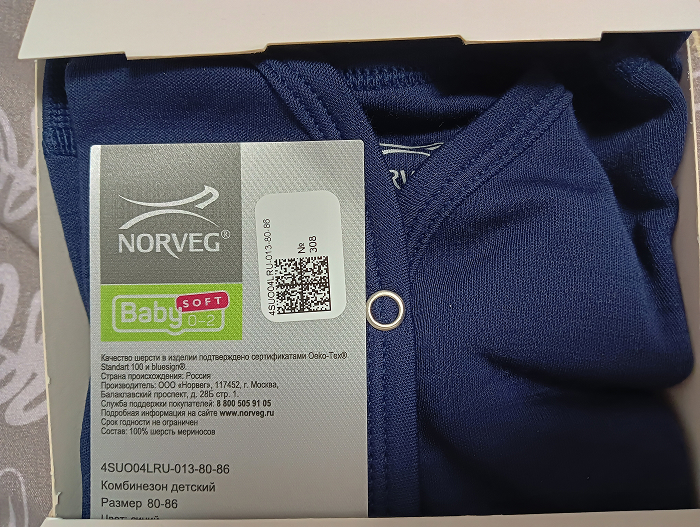 NORVEG®
Baby SOFT
0-2
4SUO04LRU-013-80-86
№
308
Качество шерсти в изделии подтверждено сертификатами Oeko-Tex®
Standart 100 и bluesign®.
Страна происхождения: Россия
Производитель: ООО «Норвег», 117452, г. Москва,
Балаклавский проспект, д. 28Б стр. 1.
Служба поддержки покупателей: 8 800 505 91 05
Подробная информация на сайте www.norveg.ru
Срок годности не ограничен
Состав: 100% шерсть мериносов
4SUO04LRU-013-80-86
Комбинезон детский
Размер 80-86
Цвет: синий